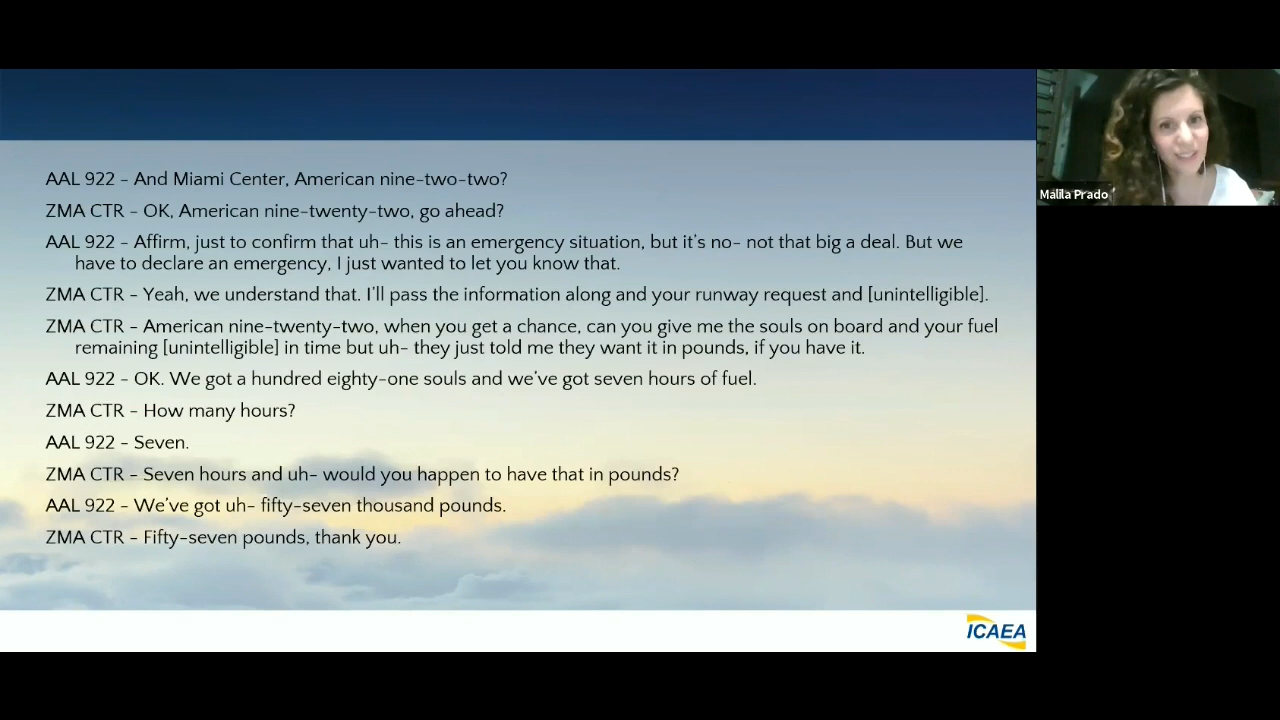 AAL 922 – And Miami Center, American nine-two-two?
ZMA CTR – OK, American nine-twenty-two, go ahead?
AAL 922 – Affirm, just to confirm that uh– this is an emergency situation, but it's no– not that big a deal. But we
have to declare an emergency, I just wanted to let you know that.
ZMA CTR – Yeah, we understand that. I'll pass the information along and your runway request and [unintelligible].
ZMA CTR – American nine-twenty-two, when you get a chance, can you give me the souls on board and your fuel
remaining [unintelligible] in time but uh– they just told me they want it in pounds, if you have it.
AAL 922 – OK. We got a hundred eighty-one souls and we've got seven hours of fuel.
ZMA CTR – How many hours?
AAL 922 – Seven.
ZMA CTR – Seven hours and uh– would you happen to have that in pounds?
AAL 922 – We've got uh– fifty-seven thousand pounds.
ZMA CTR – Fifty-seven pounds, thank you.
Malila Prado
ICAEA